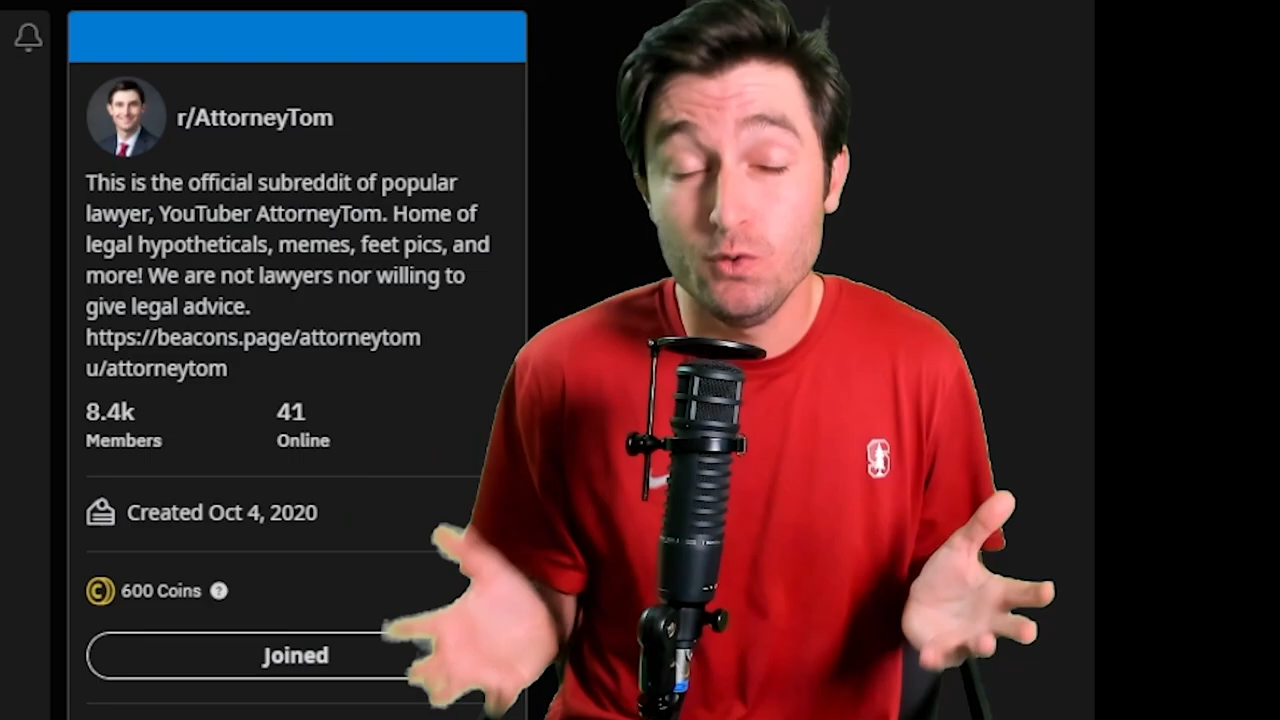 r/AttorneyTom
This is the official subreddit of popular
lawyer, YouTuber AttorneyTom. Home of
legal hypotheticals, memes, feet pics, and
more! We are not lawyers nor willing to
give legal advice.
https://beacons.page/attorneytom
u/attorneytom
8.4k 41
Members Online
Created Oct 4, 2020
600 Coins ?
Joined